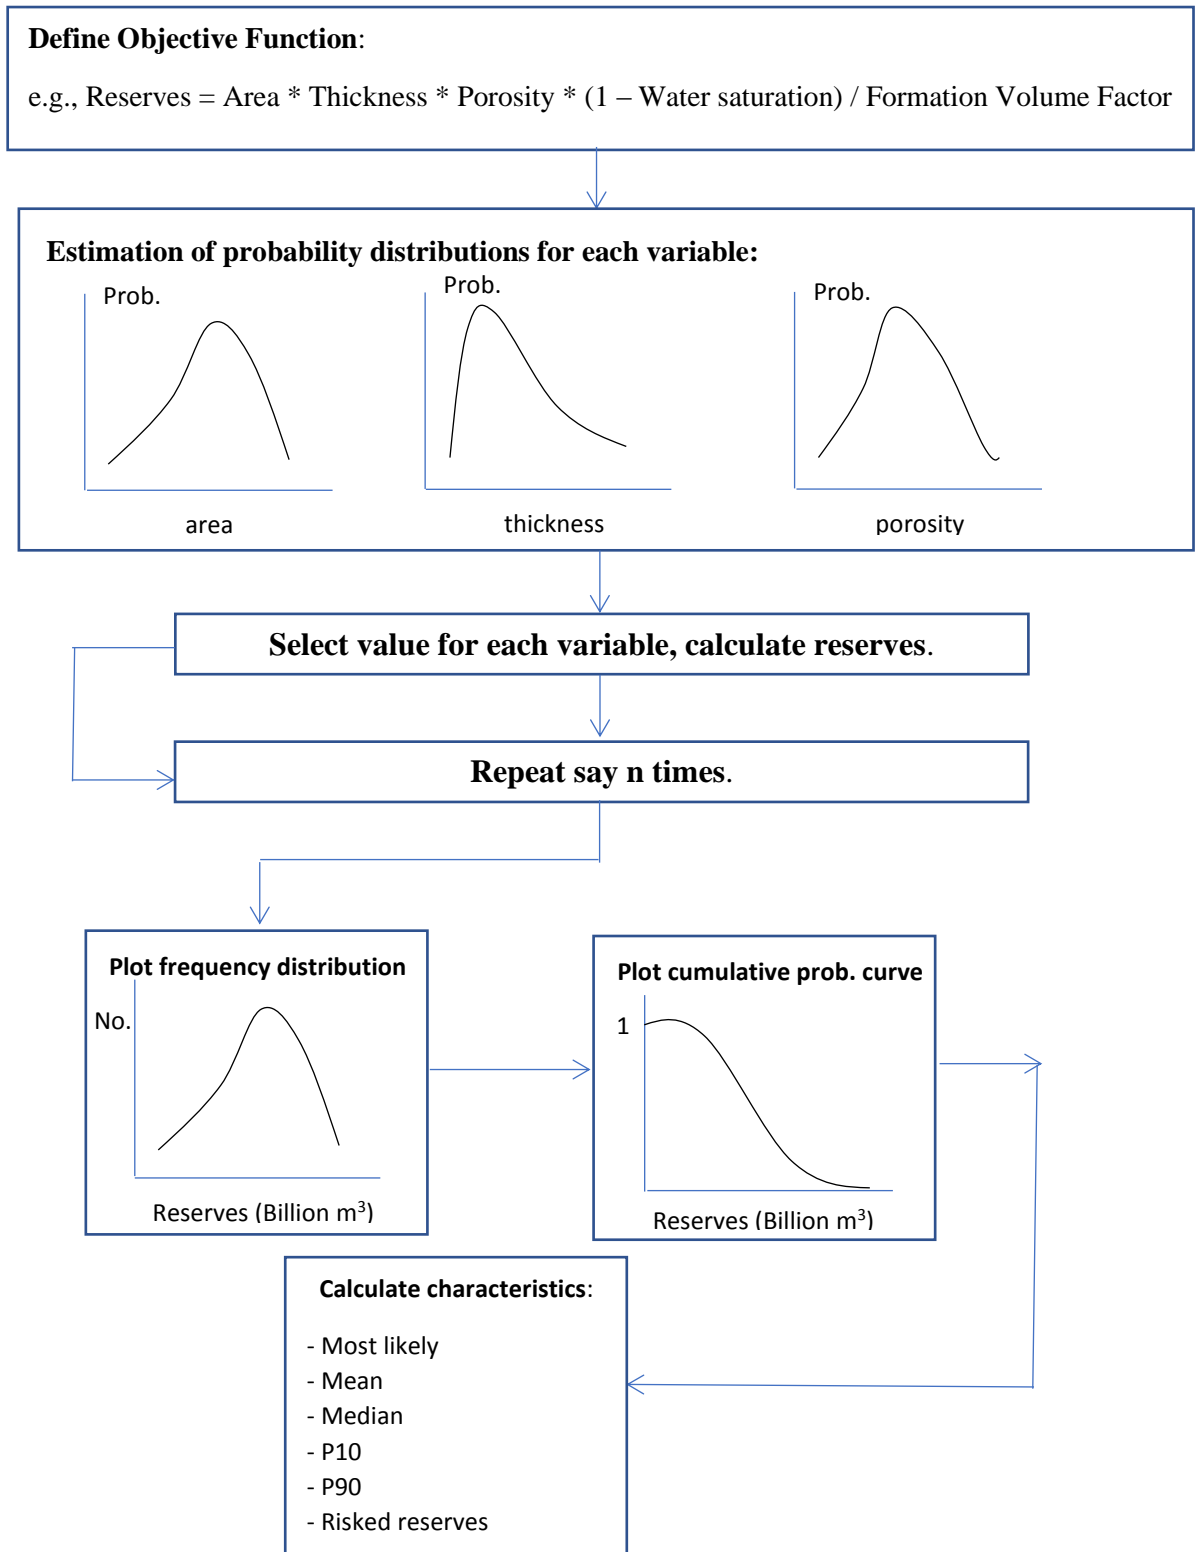 Define Objective Function:
e.g., Reserves = Area * Thickness * Porosity * (1 – Water saturation) / Formation Volume Factor
Estimation of probability distributions for each variable:
Prob.
area
Prob.
thickness
Prob.
porosity
Select value for each variable, calculate reserves.
Repeat say n times.
Plot frequency distribution
No.
Reserves (Billion m³)
Plot cumulative prob. curve
1
Reserves (Billion m³)
Calculate characteristics:
- Most likely
- Mean
- Median
- P10
- P90
- Risked reserves